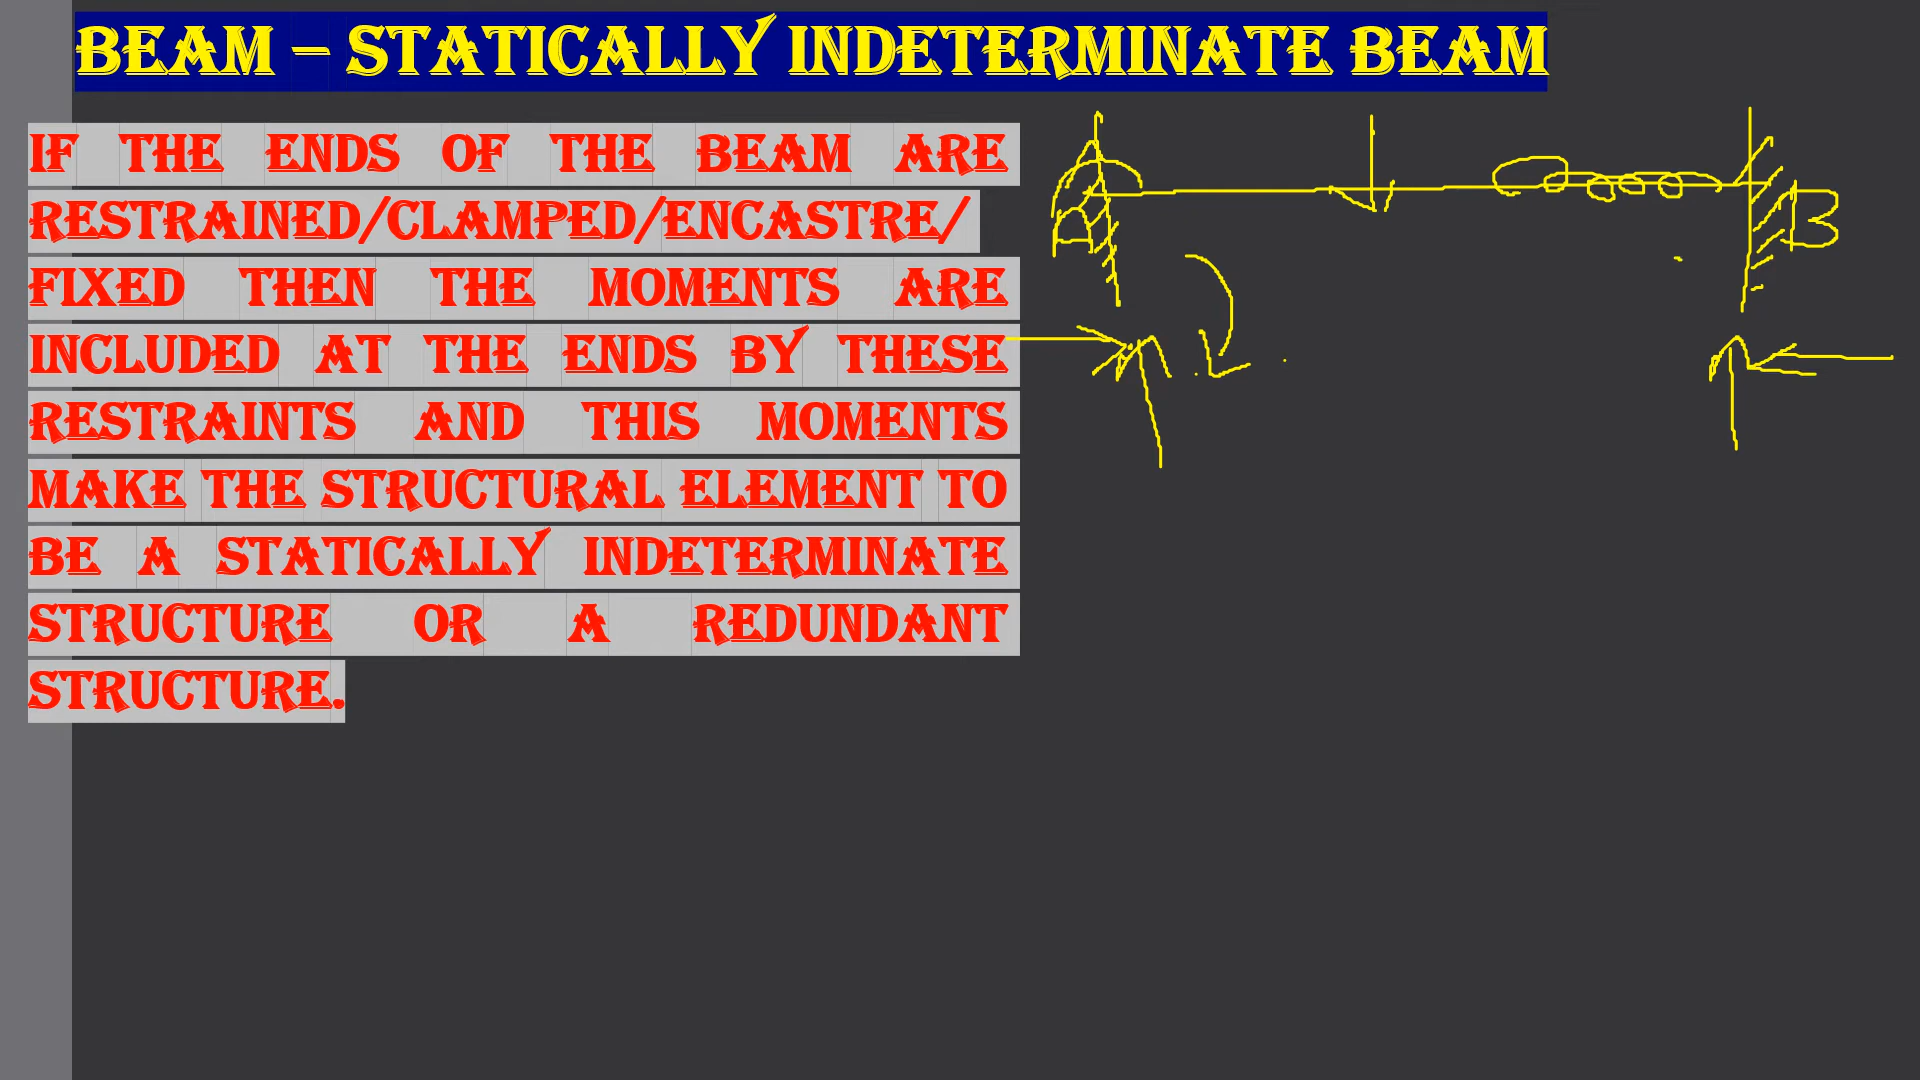 BEAM – STATICALLY INDETERMINATE BEAM
IF THE ENDS OF THE BEAM ARE
RESTRAINED/CLAMPED/ENCASTRE/
FIXED THEN THE MOMENTS ARE
INCLUDED AT THE ENDS BY THESE
RESTRAINTS AND THIS MOMENTS
MAKE THE STRUCTURAL ELEMENT TO
BE A STATICALLY INDETERMINATE
STRUCTURE OR A REDUNDANT
STRUCTURE.
A
B